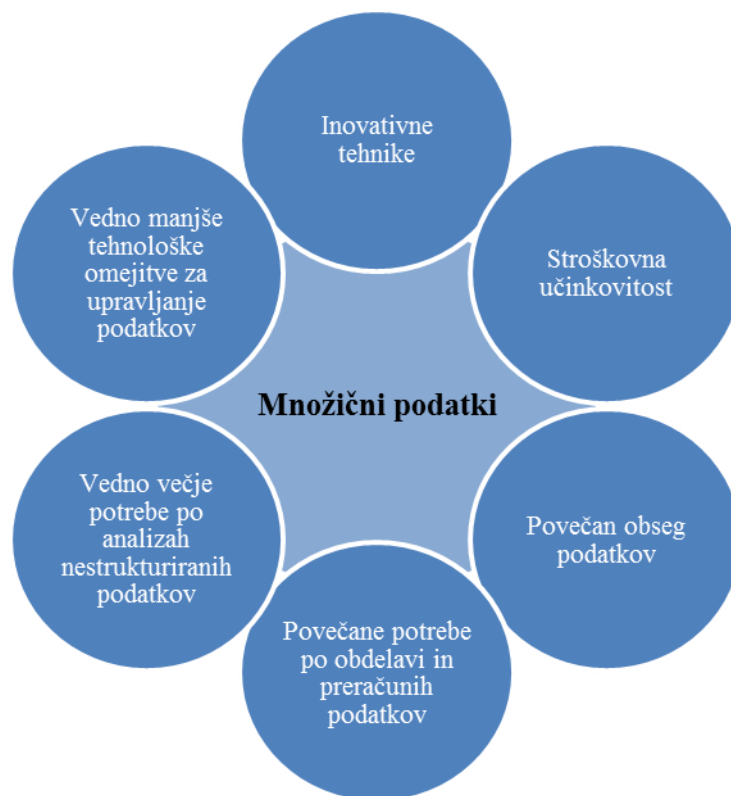 Inovativne
tehnike
Stroškovna
učinkovitost
Povečan obseg
podatkov
Povečane potrebe
po obdelavi in
preračunih
podatkov
Vedno večje
potrebe po
analizah
nestrukturiranih
podatkov
Vedno manjše
tehnološke
omejitve za
upravljanje
podatkov
Množični podatki